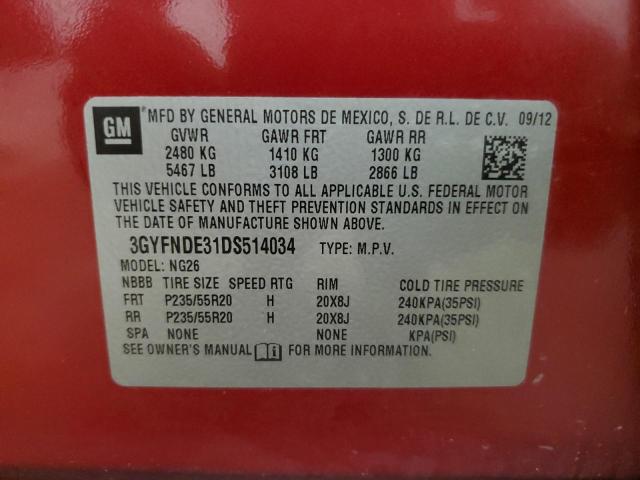 GM
MFD BY GENERAL MOTORS DE MEXICO, S. DE R.L. DE C.V. 09/12
GVWR GAWR FRT GAWR RR
2480 KG 1410 KG 1300 KG
5467 LB 3108 LB 2866 LB
THIS VEHICLE CONFORMS TO ALL APPLICABLE U.S. FEDERAL MOTOR
VEHICLE SAFETY AND THEFT PREVENTION STANDARDS IN EFFECT ON
THE DATE OF MANUFACTURE SHOWN ABOVE.
3GYFNDE31DS514034 TYPE: M.P.V.
MODEL: NG26
NBBB TIRE SIZE SPEED RTG RIM COLD TIRE PRESSURE
FRT P235/55R20 H 20X8J 240KPA(35PSI)
RR P235/55R20 H 20X8J 240KPA(35PSI)
SPA NONE NONE KPA(PSI)
SEE OWNER'S MANUAL FOR MORE INFORMATION.